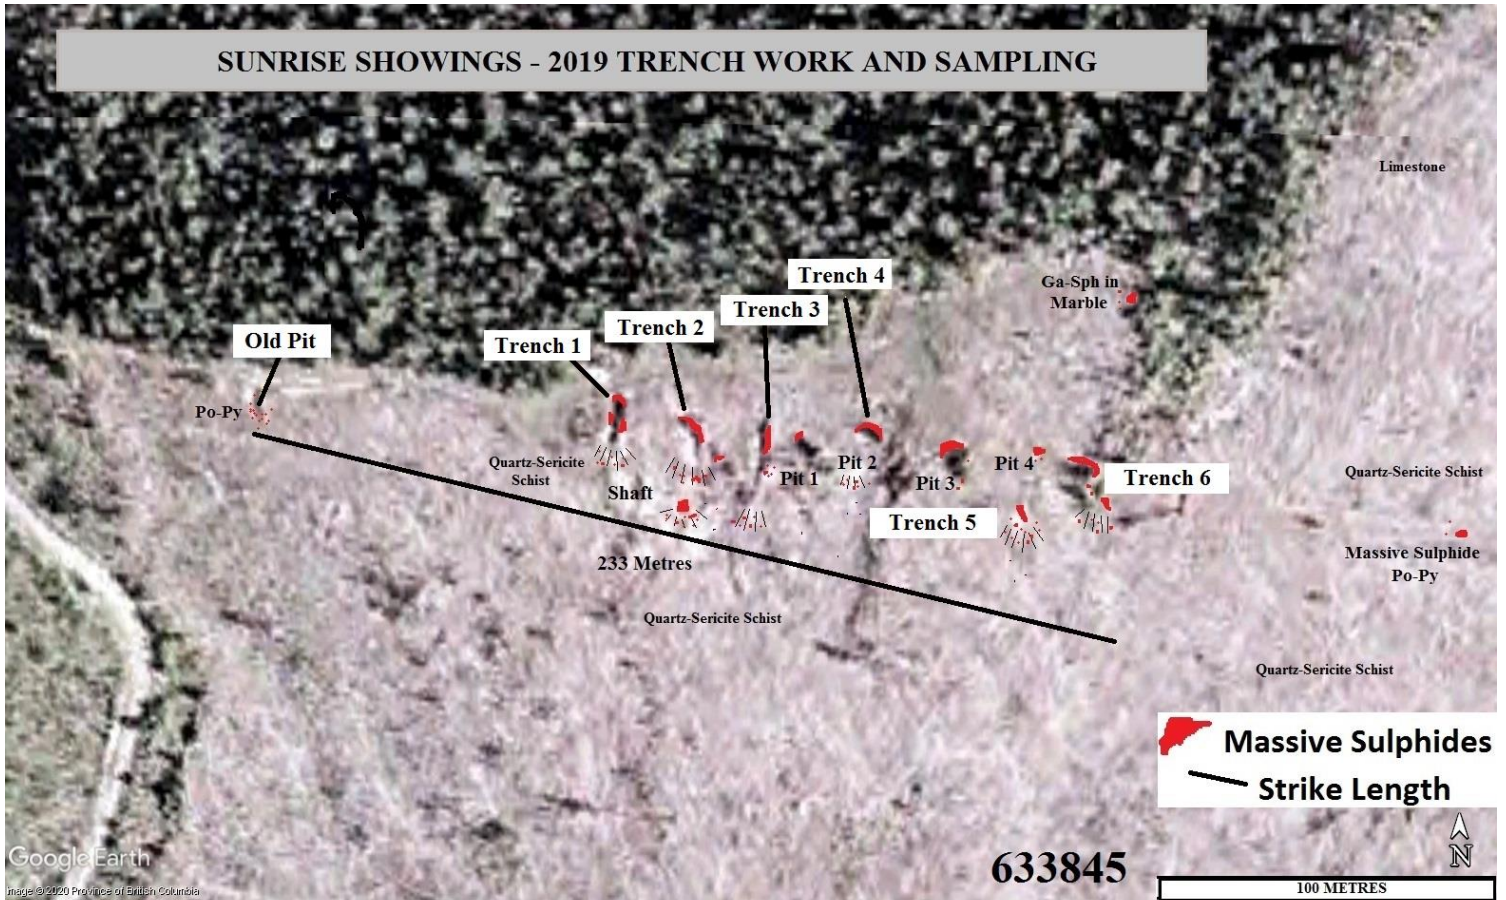 SUNRISE SHOWINGS - 2019 TRENCH WORK AND SAMPLING
Limestone
Trench 4
Ga-Sph in
Marble
Trench 3
Trench 2
Old Pit
Trench 1
Po-Py
Quartz-Sericite
Schist
Shaft
Pit 1
Pit 2
Pit 3
Pit 4
Trench 6
Quartz-Sericite Schist
Trench 5
Massive Sulphide
Po-Py
233 Metres
Quartz-Sericite Schist
Quartz-Sericite Schist
Massive Sulphides
Strike Length
N
633845
100 METRES
Google Earth
Image © 2020 Province of British Columbia